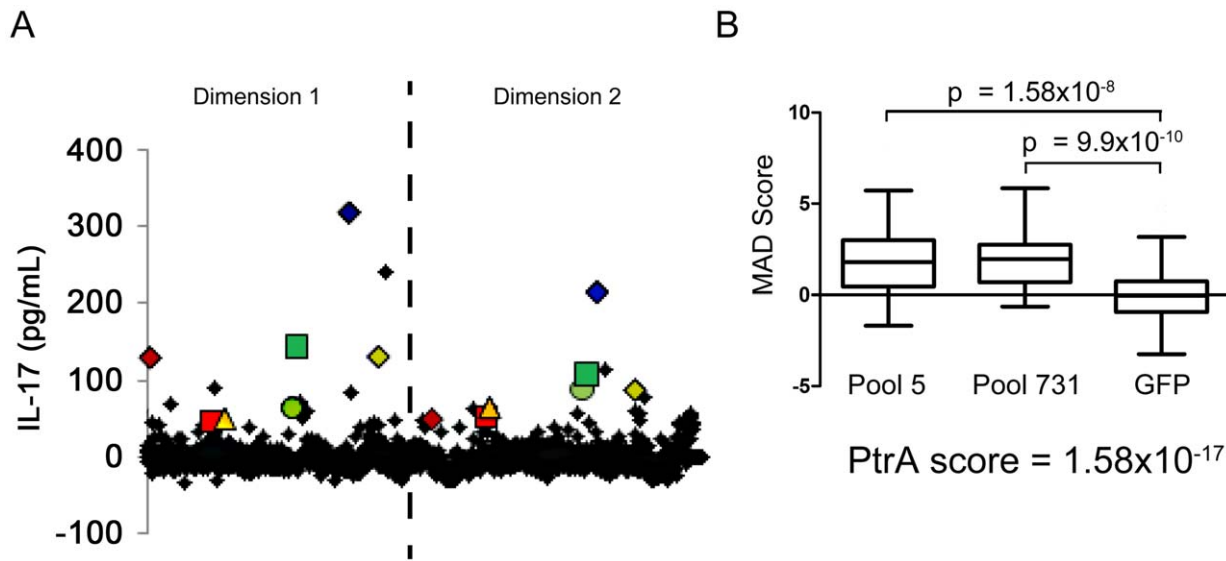 A
Dimension 1
Dimension 2
IL-17 (pg/mL)
400
300
200
100
0
-100
B
p = 1.58x10⁻⁸
p = 9.9x10⁻¹⁰
MAD Score
10
5
0
-5
Pool 5
Pool 731
GFP
PtrA score = 1.58x10⁻¹⁷